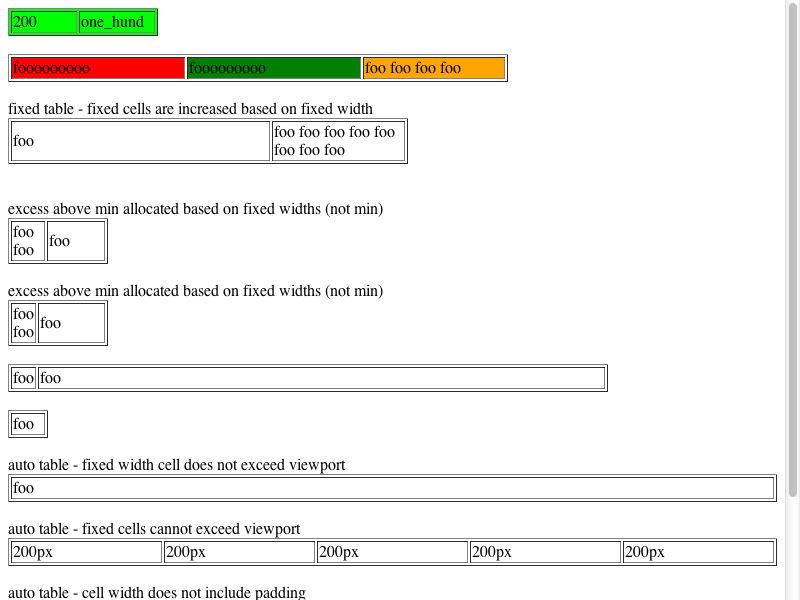 200 one_hund
fooooooooo fooooooooo foo foo foo foo
fixed table - fixed cells are increased based on fixed width
foo foo foo foo foo foo
foo foo foo
excess above min allocated based on fixed widths (not min)
foo
foo foo
excess above min allocated based on fixed widths (not min)
foo
foo foo
foo foo
foo
auto table - fixed width cell does not exceed viewport
foo
auto table - fixed cells cannot exceed viewport
200px 200px 200px 200px 200px
auto table - cell width does not include padding